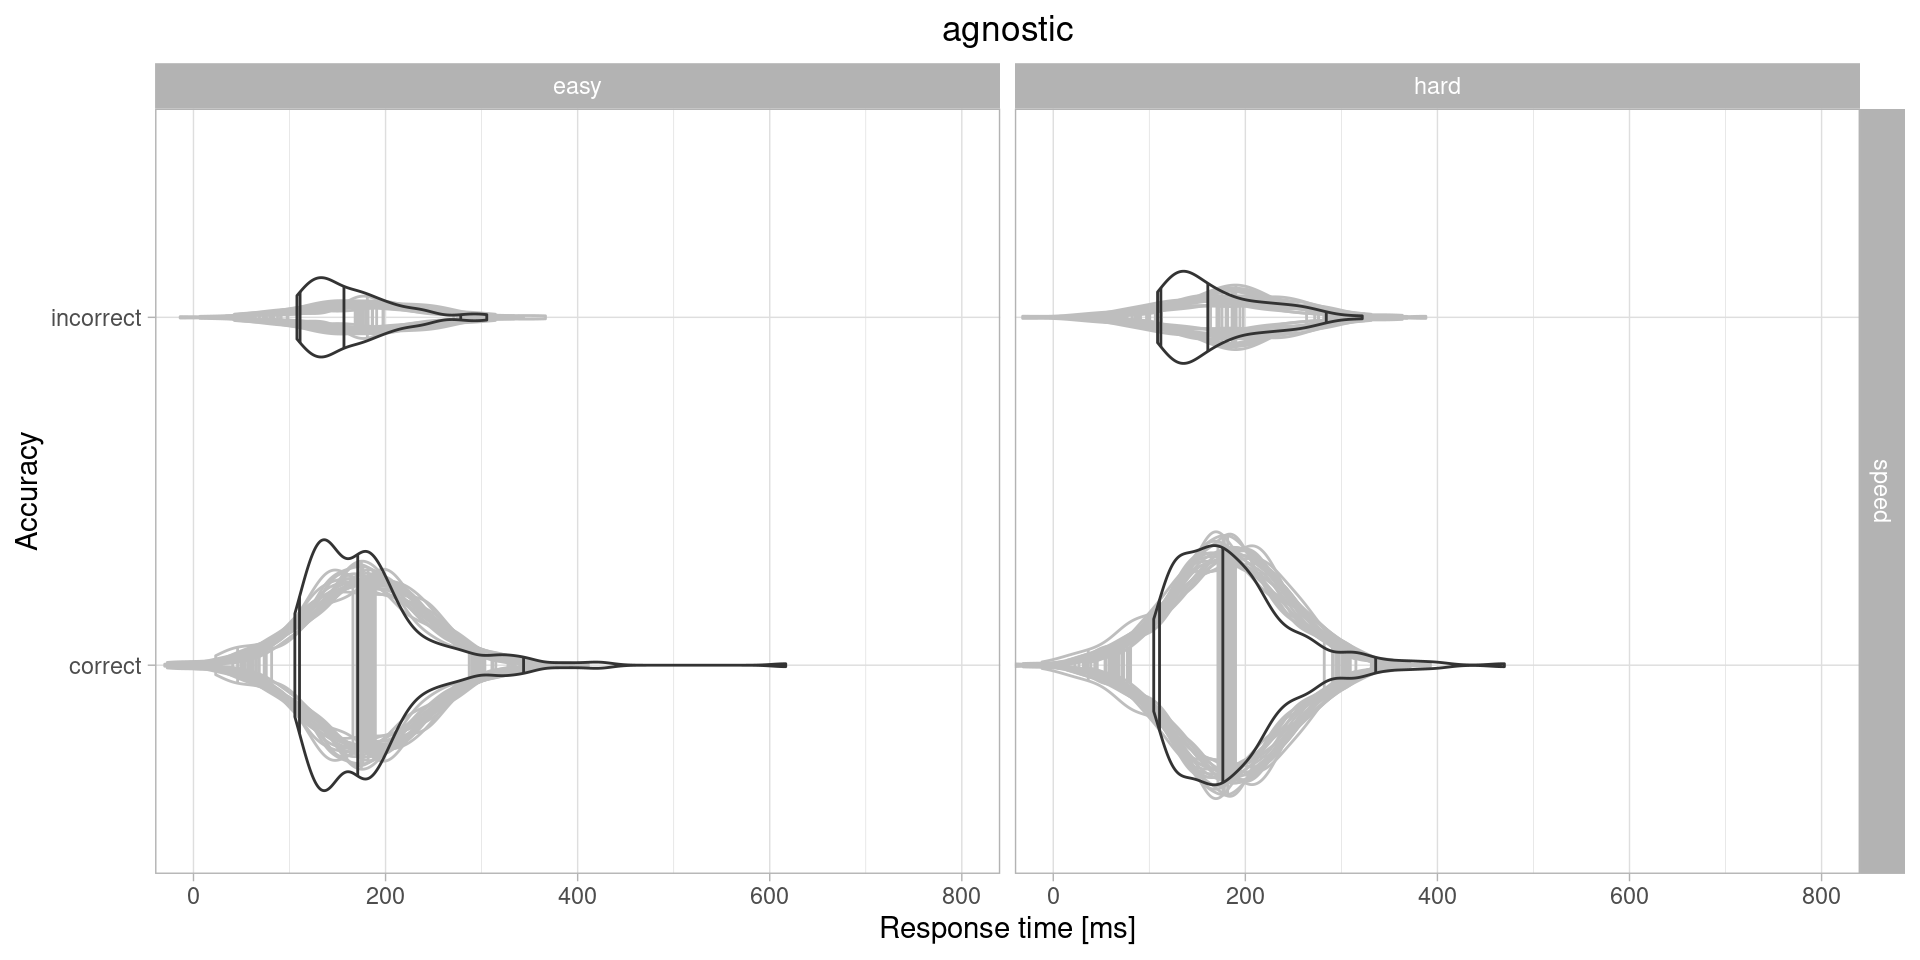 agnostic
easy
hard
speed
incorrect
correct
Accuracy
0 200 400 600 800
0 200 400 600 800
Response time [ms]